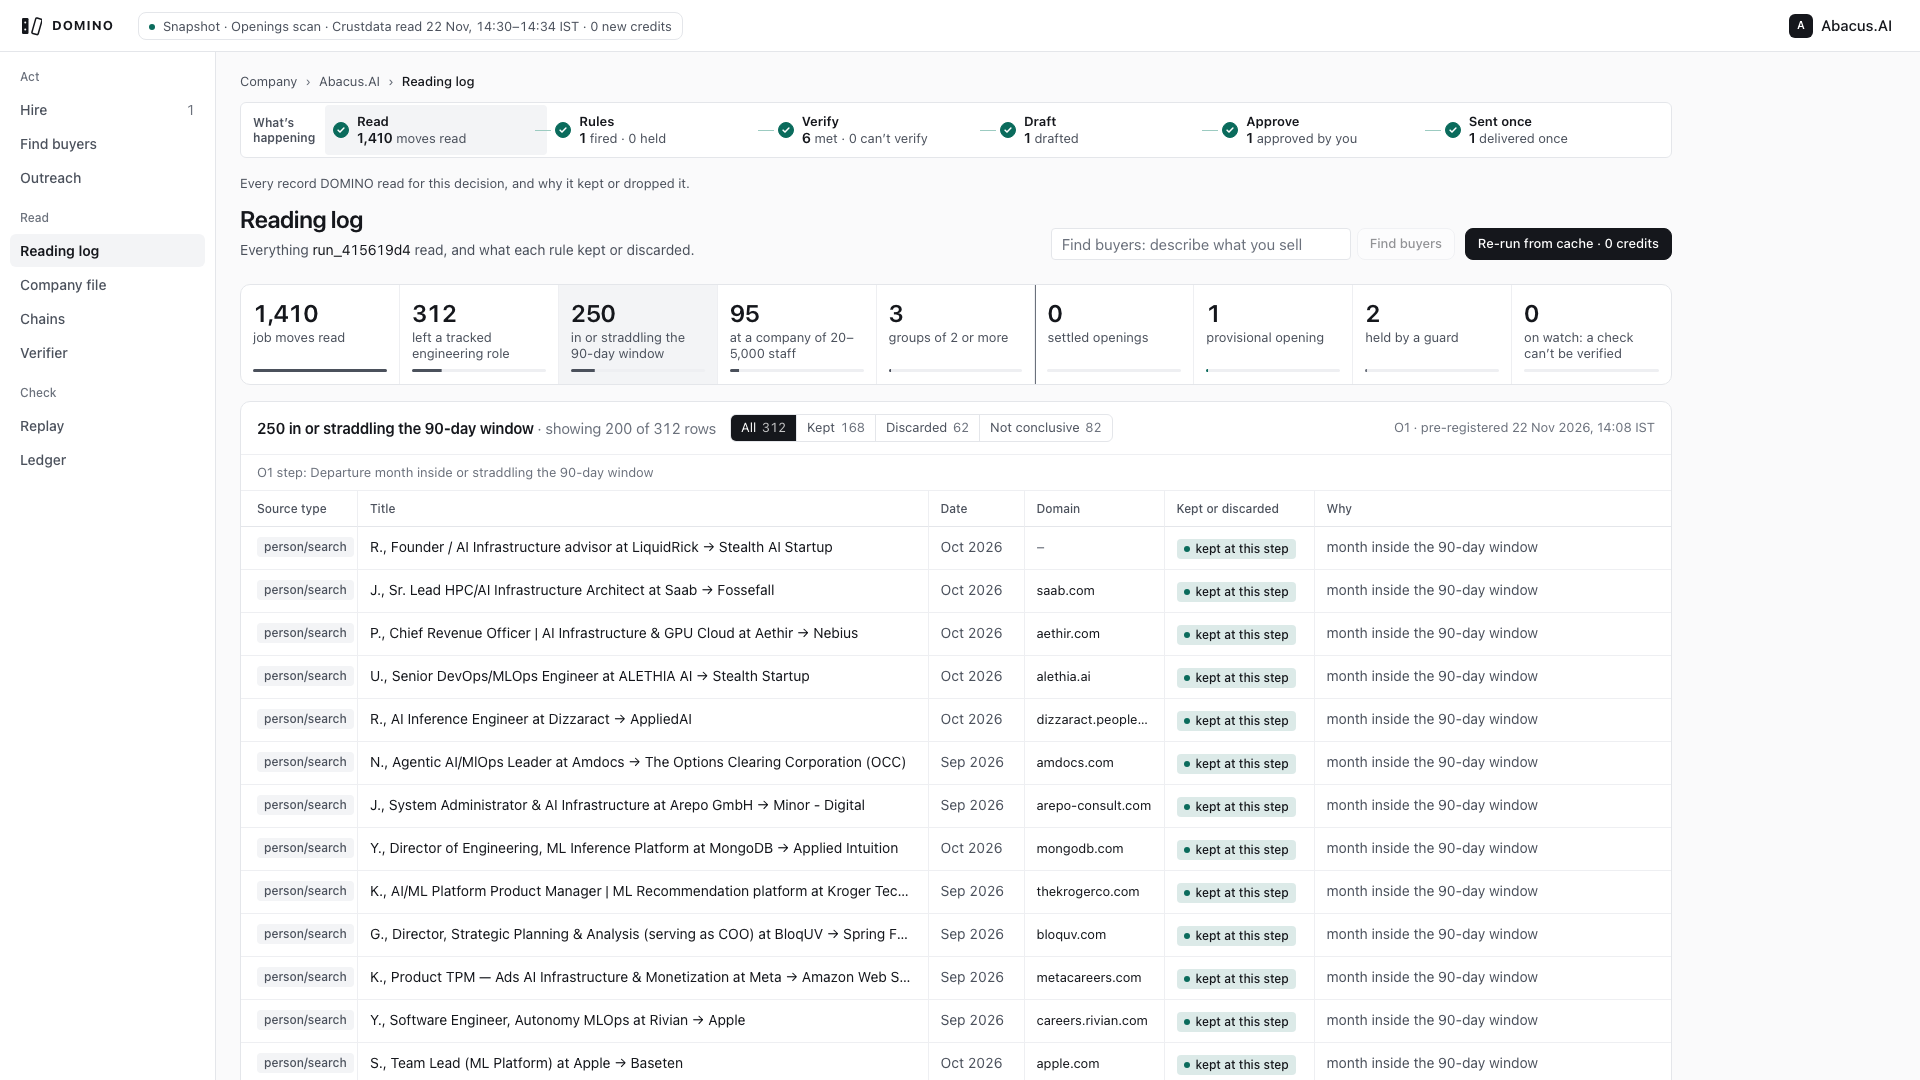 DOMINO
Snapshot · Openings scan · Crustdata read 22 Nov, 14:30–14:34 IST · 0 new credits
A
Abacus.AI
Act
Hire 1
Find buyers
Outreach
Read
Reading log
Company file
Chains
Verifier
Check
Replay
Ledger
Company › Abacus.AI › Reading log
What's happening
Read
1,410 moves read
Rules
1 fired · 0 held
Verify
6 met · 0 can't verify
Draft
1 drafted
Approve
1 approved by you
Sent once
1 delivered once
Every record DOMINO read for this decision, and why it kept or dropped it.
Reading log
Everything run_415619d4 read, and what each rule kept or discarded.
Find buyers: describe what you sell
Find buyers
Re-run from cache · 0 credits
1,410
job moves read
312
left a tracked
engineering role
250
in or straddling the
90-day window
95
at a company of 20–
5,000 staff
3
groups of 2 or more
0
settled openings
1
provisional opening
2
held by a guard
0
on watch: a check
can't be verified
250 in or straddling the 90-day window · showing 200 of 312 rows
All 312
Kept 168
Discarded 62
Not conclusive 82
O1 · pre-registered 22 Nov 2026, 14:08 IST
O1 step: Departure month inside or straddling the 90-day window
Source type Title Date Domain Kept or discarded Why
person/search R., Founder / AI Infrastructure advisor at LiquidRick → Stealth AI Startup Oct 2026 – kept at this step month inside the 90-day window
person/search J., Sr. Lead HPC/AI Infrastructure Architect at Saab → Fossefall Oct 2026 saab.com kept at this step month inside the 90-day window
person/search P., Chief Revenue Officer | AI Infrastructure & GPU Cloud at Aethir → Nebius Oct 2026 aethir.com kept at this step month inside the 90-day window
person/search U., Senior DevOps/MLOps Engineer at ALETHIA AI → Stealth Startup Oct 2026 alethia.ai kept at this step month inside the 90-day window
person/search R., AI Inference Engineer at Dizzaract → AppliedAI Oct 2026 dizzaract.people... kept at this step month inside the 90-day window
person/search N., Agentic AI/MlOps Leader at Amdocs → The Options Clearing Corporation (OCC) Sep 2026 amdocs.com kept at this step month inside the 90-day window
person/search J., System Administrator & AI Infrastructure at Arepo GmbH → Minor - Digital Sep 2026 arepo-consult.com kept at this step month inside the 90-day window
person/search Y., Director of Engineering, ML Inference Platform at MongoDB → Applied Intuition Oct 2026 mongodb.com kept at this step month inside the 90-day window
person/search K., AI/ML Platform Product Manager | ML Recommendation platform at Kroger Tec... Sep 2026 thekrogerco.com kept at this step month inside the 90-day window
person/search G., Director, Strategic Planning & Analysis (serving as COO) at BloqUV → Spring F... Sep 2026 bloquv.com kept at this step month inside the 90-day window
person/search K., Product TPM — Ads AI Infrastructure & Monetization at Meta → Amazon Web S... Sep 2026 metacareers.com kept at this step month inside the 90-day window
person/search Y., Software Engineer, Autonomy MLOps at Rivian → Apple Sep 2026 careers.rivian.com kept at this step month inside the 90-day window
person/search S., Team Lead (ML Platform) at Apple → Baseten Oct 2026 apple.com kept at this step month inside the 90-day window